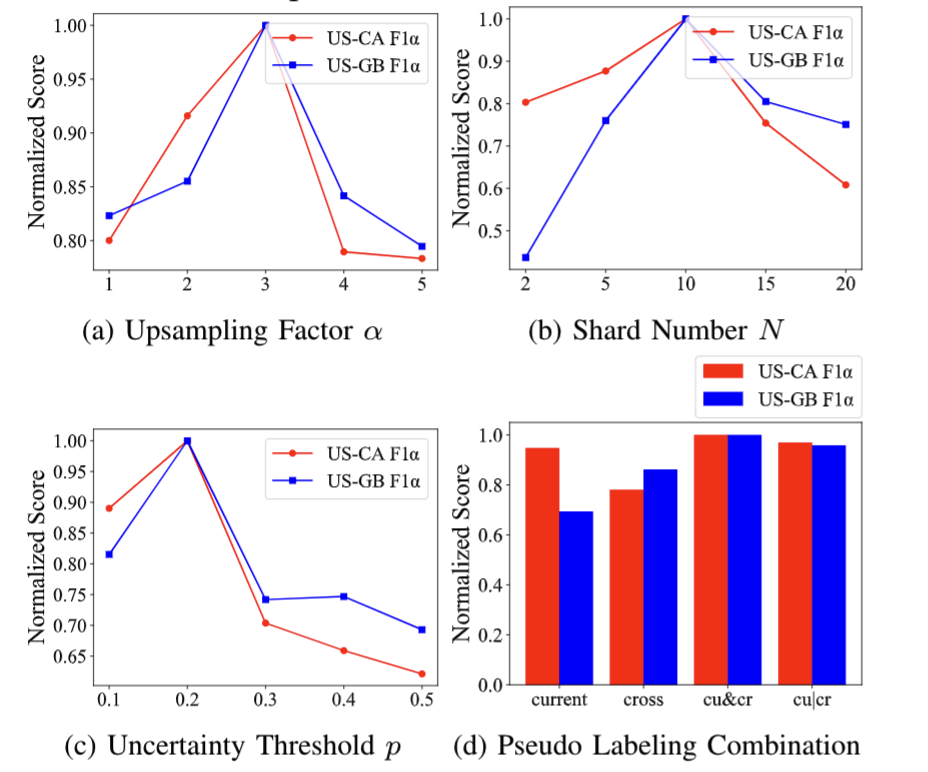 1.00
0.95
0.90
0.85
0.80
Normalized Score
US-CA F1α
US-GB F1α
1 2 3 4 5
(a) Upsampling Factor α
1.0
0.9
0.8
0.7
0.6
0.5
Normalized Score
US-CA F1α
US-GB F1α
2 5 10 15 20
(b) Shard Number N
1.00
0.95
0.90
0.85
0.80
0.75
0.70
0.65
Normalized Score
US-CA F1α
US-GB F1α
0.1 0.2 0.3 0.4 0.5
(c) Uncertainty Threshold p
US-CA F1α
US-GB F1α
1.0
0.8
0.6
0.4
0.2
0.0
Normalized Score
current cross cu&cr cu|cr
(d) Pseudo Labeling Combination